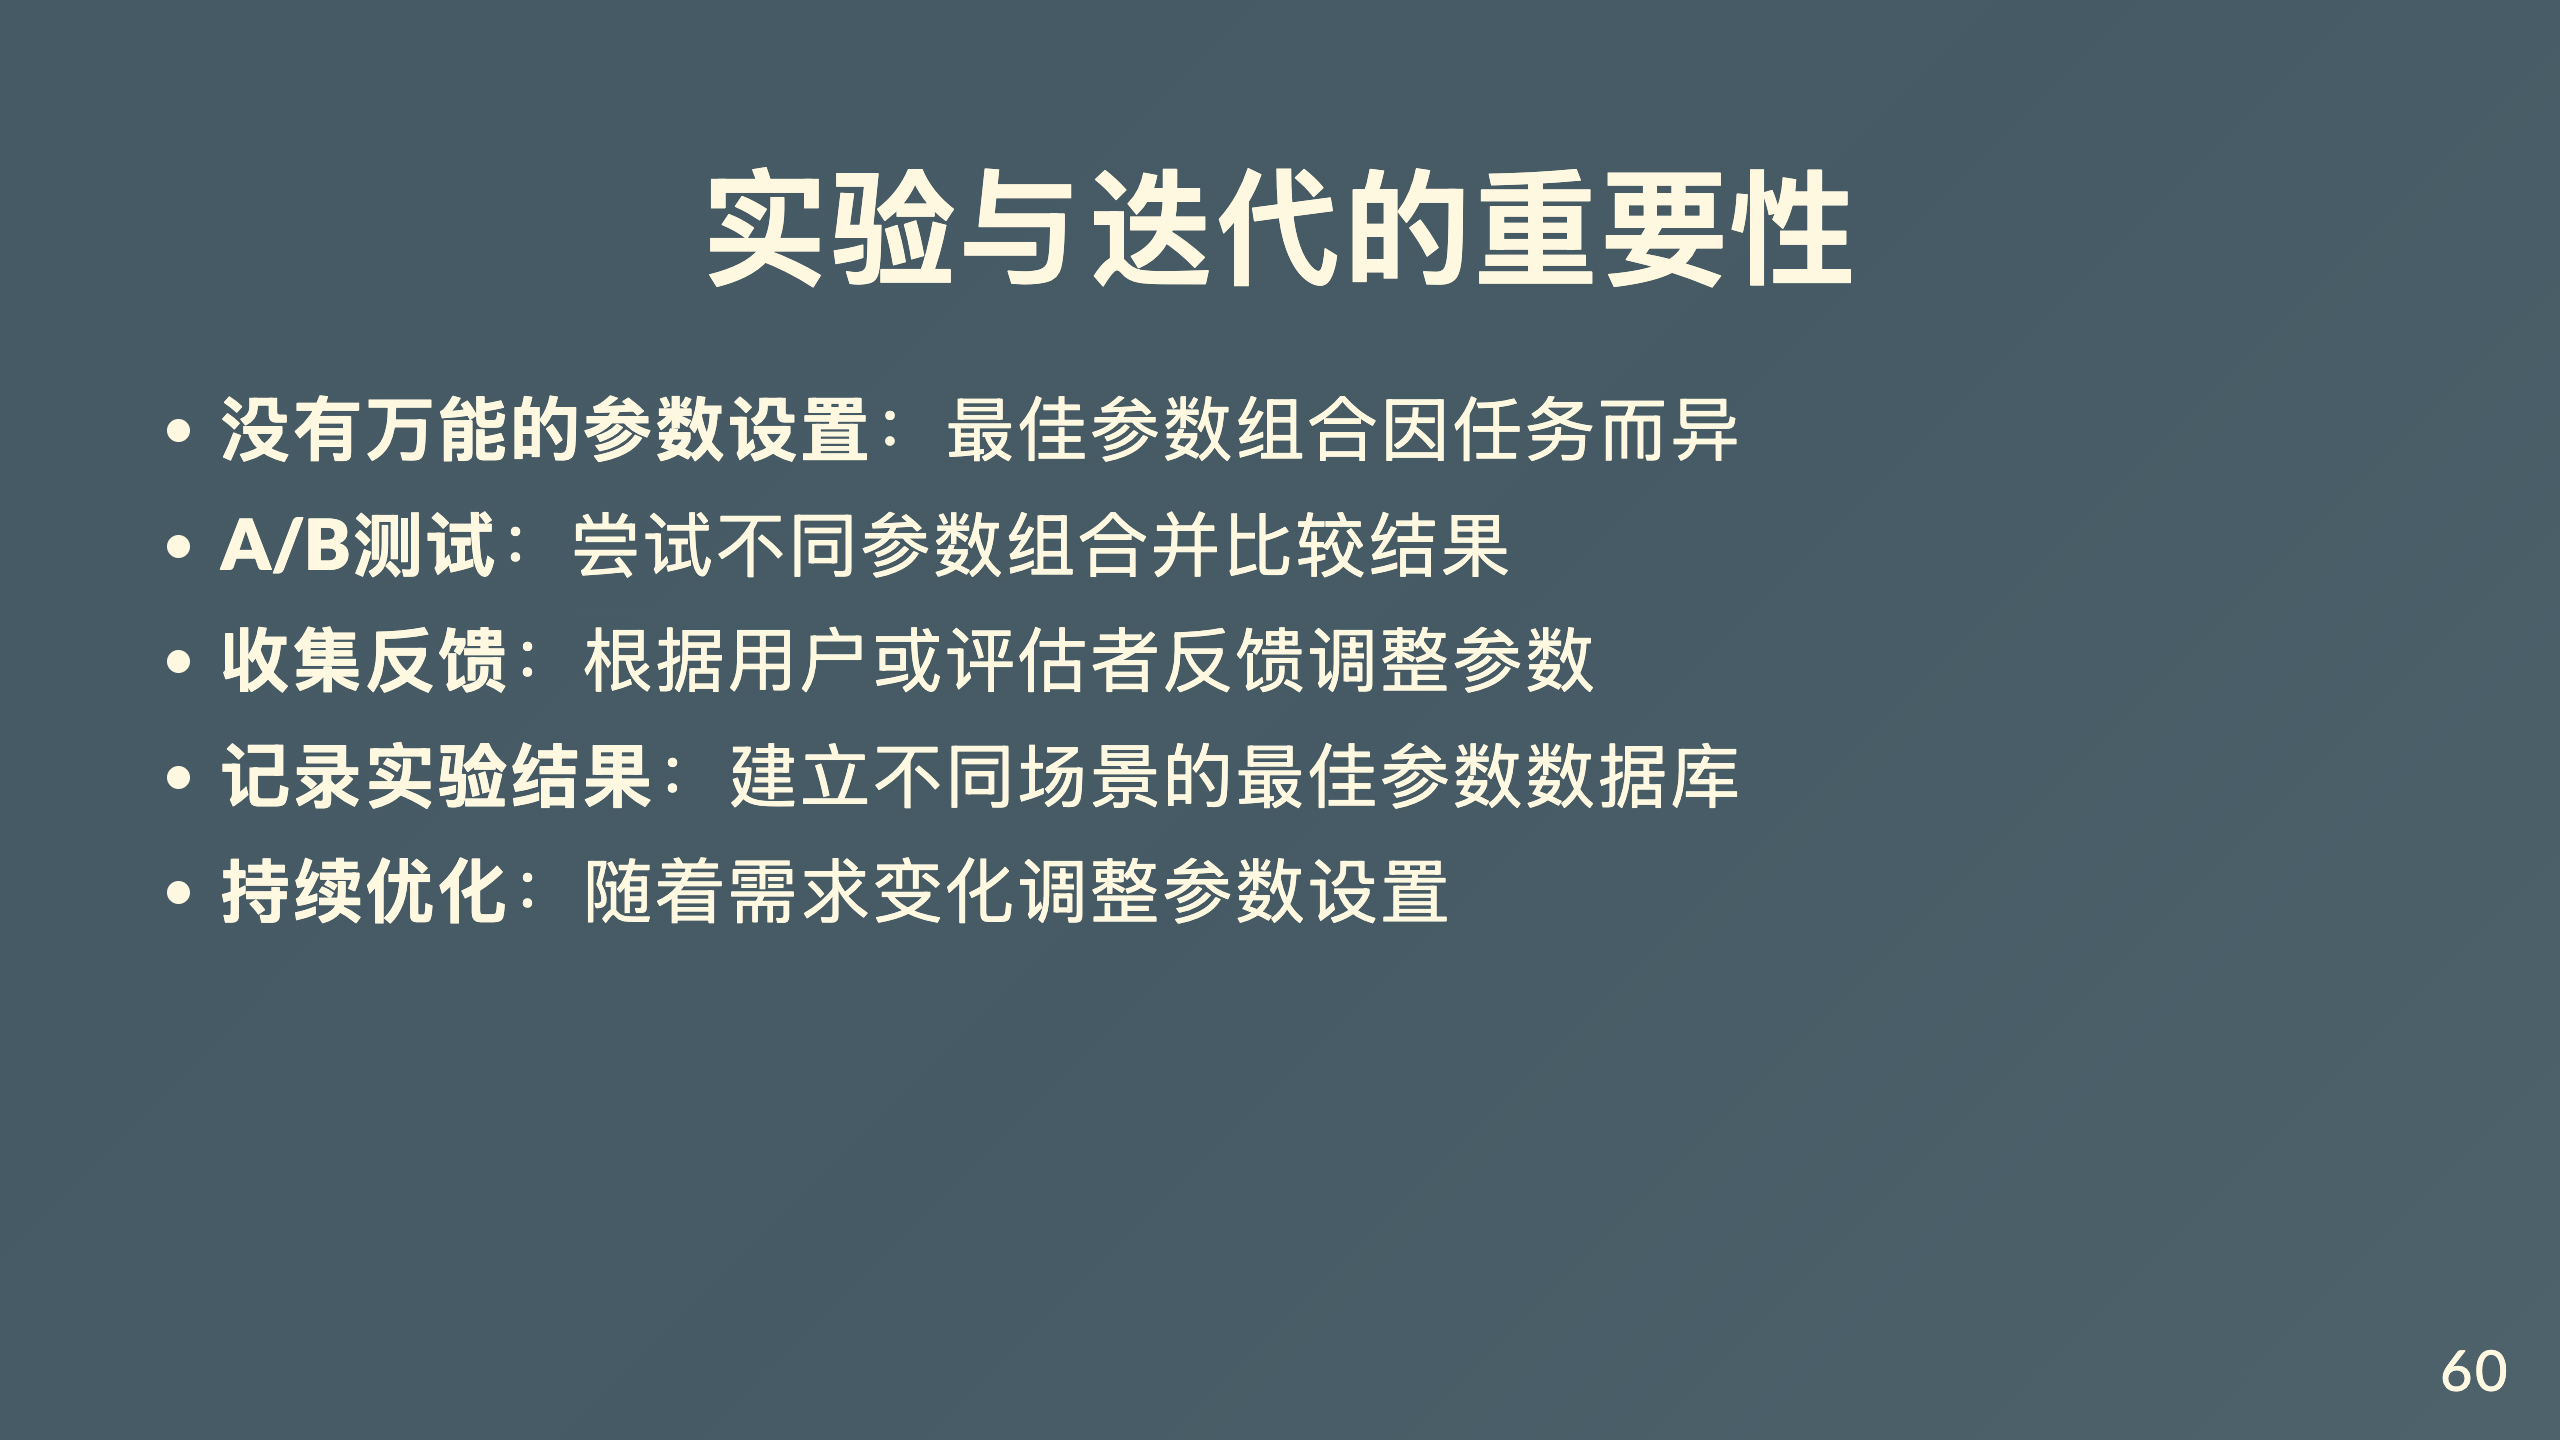 实验与迭代的重要性
• 没有万能的参数设置：最佳参数组合因任务而异
• A/B测试：尝试不同参数组合并比较结果
• 收集反馈：根据用户或评估者反馈调整参数
• 记录实验结果：建立不同场景的最佳参数数据库
• 持续优化：随着需求变化调整参数设置
60